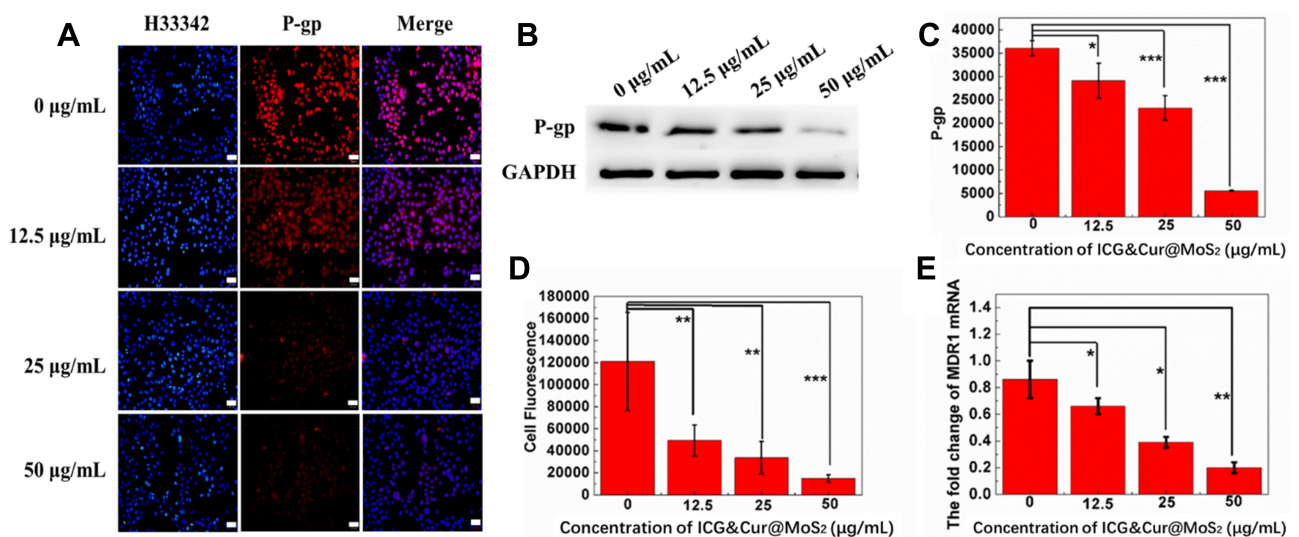 A
H33342 P-gp Merge
0 µg/mL
12.5 µg/mL
25 µg/mL
50 µg/mL
B
0 µg/mL 12.5 µg/mL 25 µg/mL 50 µg/mL
P-gp
GAPDH
C
P-gp
40000
35000
30000
25000
20000
15000
10000
5000
0
* *** ***
0 12.5 25 50
Concentration of ICG&Cur@MoS₂ (µg/mL)
D
Cell Fluorescence
180000
160000
140000
120000
100000
80000
60000
40000
20000
0
** ** ***
0 12.5 25 50
Concentration of ICG&Cur@MoS₂ (µg/mL)
E
The fold change of MDR1 mRNA
1.4
1.2
1.0
0.8
0.6
0.4
0.2
0.0
* * **
0 12.5 25 50
Concentration of ICG&Cur@MoS₂ (µg/mL)